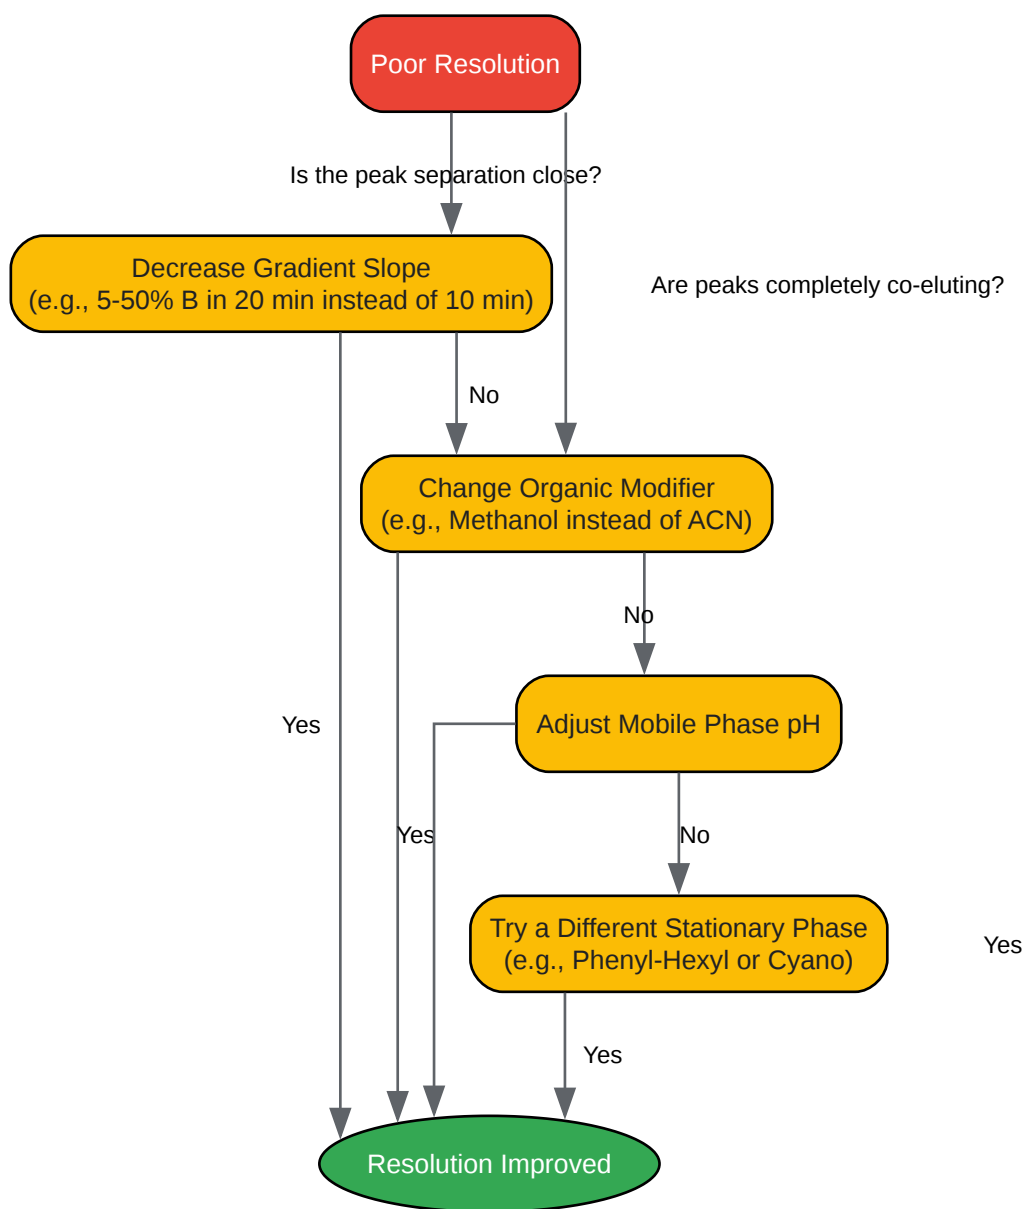 Poor Resolution
Is the peak separation close?
Decrease Gradient Slope
(e.g., 5-50% B in 20 min instead of 10 min)
Are peaks completely co-eluting?
No
Change Organic Modifier
(e.g., Methanol instead of ACN)
No
Yes
Adjust Mobile Phase pH
Yes
No
Try a Different Stationary Phase
(e.g., Phenyl-Hexyl or Cyano)
Yes
Yes
Resolution Improved